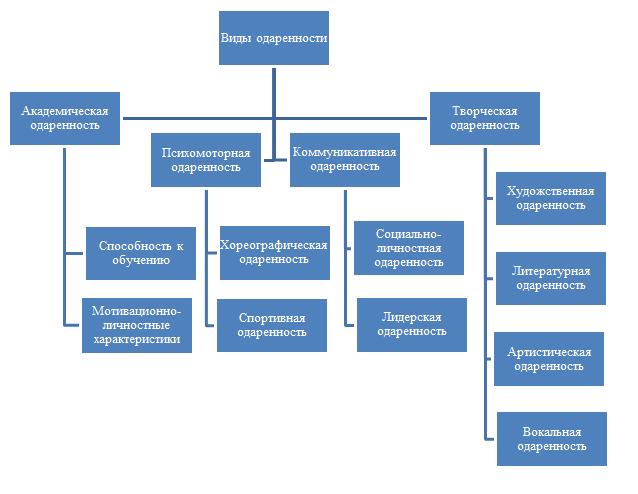 Виды одаренности
Академическая
одаренность
Творческая
одаренность
Психомоторная
одаренность
Коммуникативная
одаренность
Способность к
обучению
Мотивационно-
личностные
характеристики
Хореографическая
одаренность
Спортивная
одаренность
Социально-
личностная
одаренность
Лидерская
одаренность
Художественная
одаренность
Литературная
одаренность
Артистическая
одаренность
Вокальная
одаренность